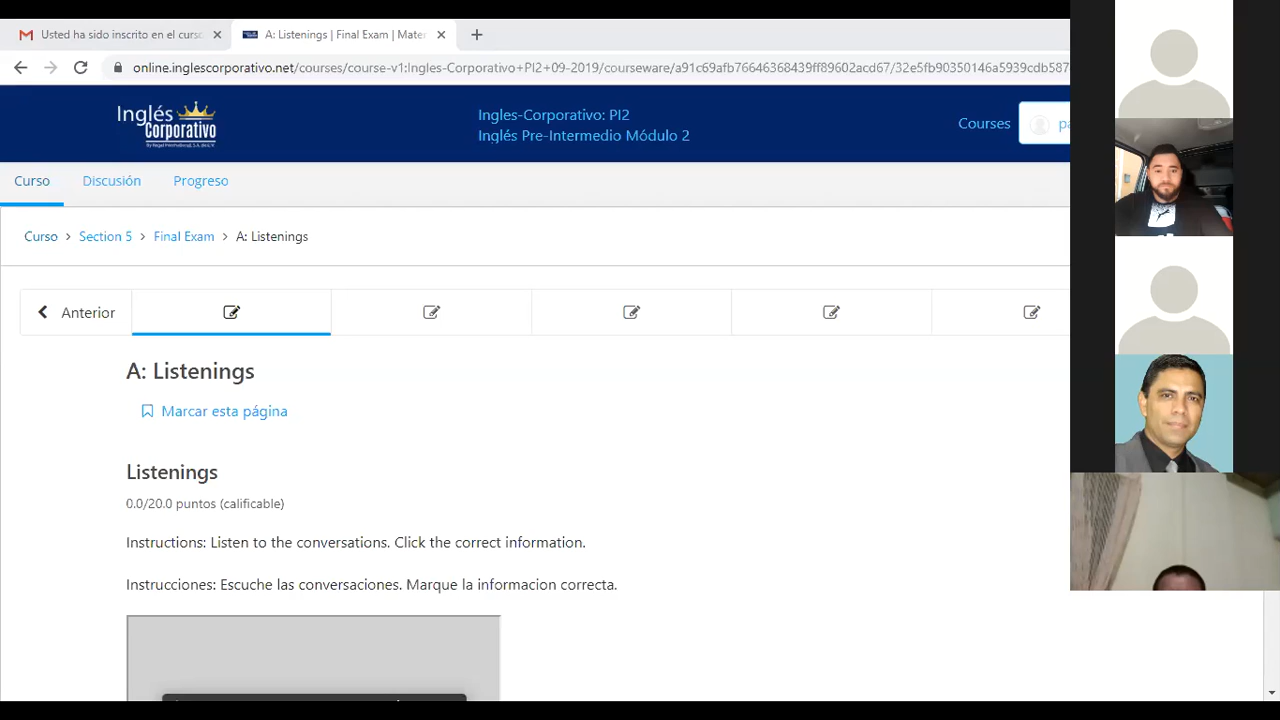 Usted ha sido inscrito en el curso
A: Listenings | Final Exam | Mater
online.inglescorporativo.net/courses/course-v1:Ingles-Corporativo+PI2+09-2019/courseware/a91c69afb76646368439ff89602acd67/32e5fb90350146a5939cdb587
Inglés
Corporativo
Ingles-Corporativo: PI2
Inglés Pre-Intermedio Módulo 2
Courses
pa
Curso
Discusión
Progreso
Curso > Section 5 > Final Exam > A: Listenings
Anterior
A: Listenings
Marcar esta página
Listenings
0.0/20.0 puntos (calificable)
Instructions: Listen to the conversations. Click the correct information.
Instrucciones: Escuche las conversaciones. Marque la informacion correcta.